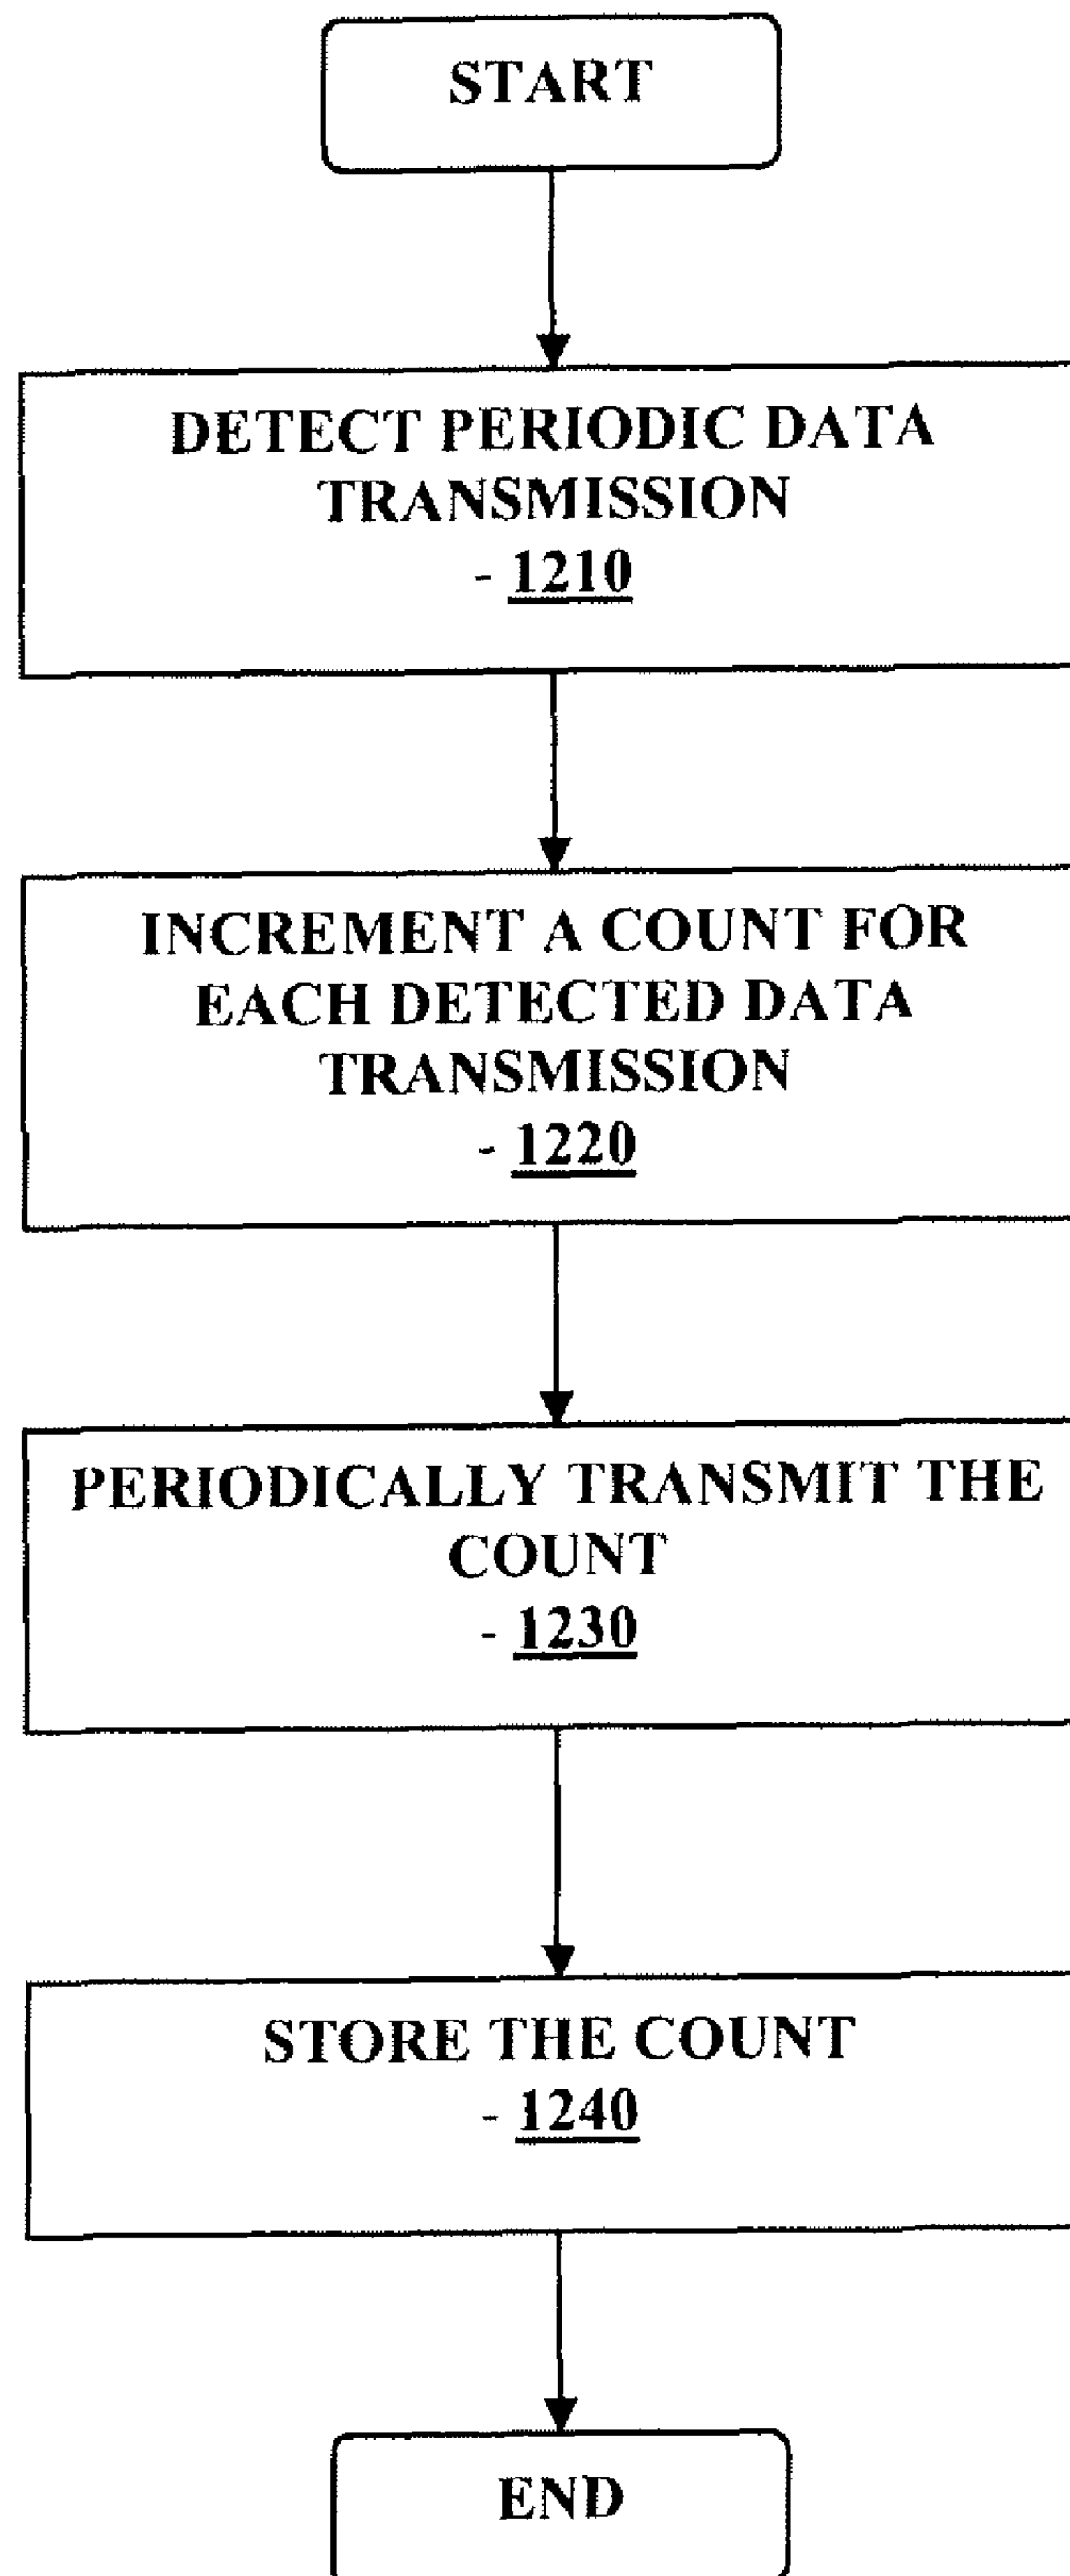 START
DETECT PERIODIC DATA
TRANSMISSION
- 1210
INCREMENT A COUNT FOR
EACH DETECTED DATA
TRANSMISSION
- 1220
PERIODICALLY TRANSMIT THE
COUNT
- 1230
STORE THE COUNT
- 1240
END